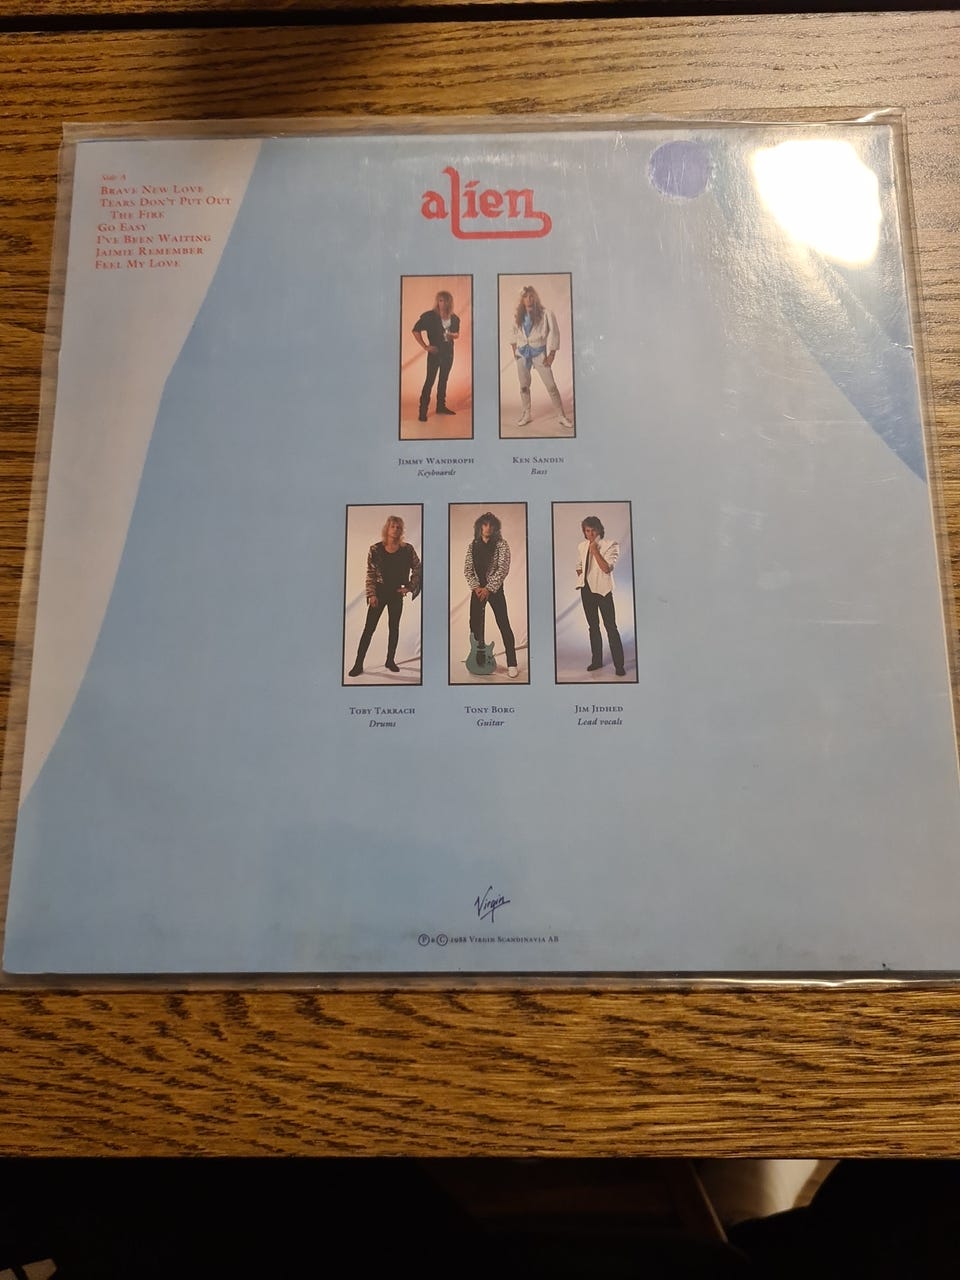 Side A
Brave New Love
Tears Don't Put Out
The Fire
Go Easy
I've Been Waiting
Jaimie Remember
Feel My Love
alien
Jimmy Wandroph
Keyboards
Ken Sandin
Bass
Toby Tarrach
Drums
Tony Borg
Guitar
Jim Jidhed
Lead vocals
Virgin
Ⓟ & Ⓒ 1988 Virgin Scandinavia AB